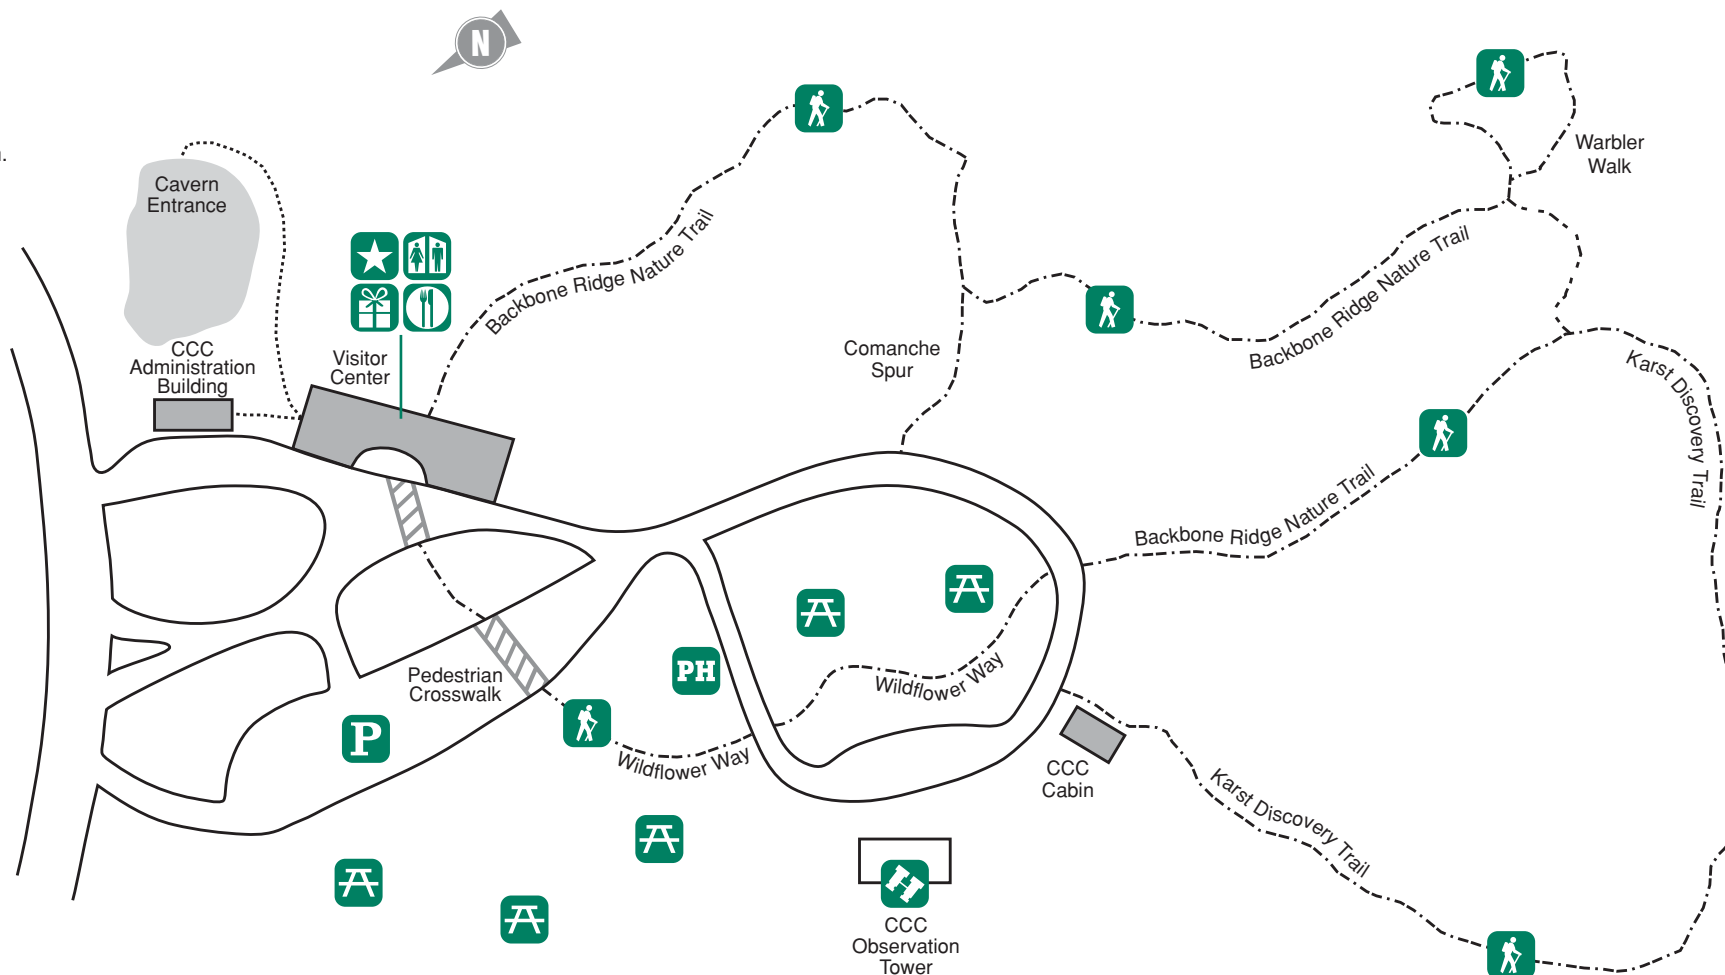 N
Warbler
Walk
Cavern
Entrance
Backbone Ridge Nature Trail
Backbone Ridge Nature Trail
CCC
Administration
Building
Visitor
Center
Comanche
Spur
Karst Discovery Trail
Backbone Ridge Nature Trail
Pedestrian
Crosswalk
PH
Wildflower Way
P
Wildflower Way
CCC
Cabin
Karst Discovery Trail
CCC
Observation
Tower